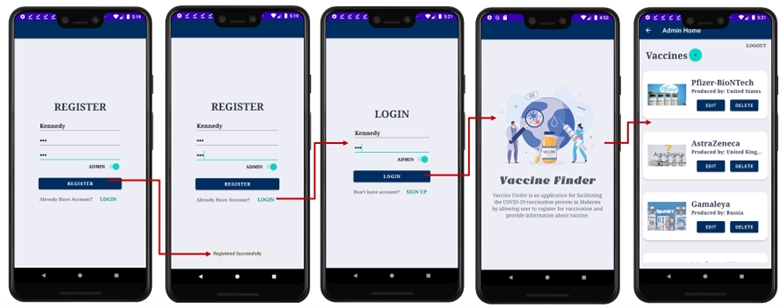 5:19
REGISTER
Kennedy
•••
•••
ADMIN
REGISTER
Already Have Account? LOGIN
5:19
REGISTER
Kennedy
•••
•••
ADMIN
REGISTER
Already Have Account? LOGIN
Registered Successfully
5:21
LOGIN
Kennedy
•••
ADMIN
LOGIN
Don't have account? SIGN UP
4:53
Vaccine Finder
Vaccine Finder is an application for facilitating
the COVID-19 vaccination process in Malaysia
by allowing user to register for vaccination and
provide information about vaccine.
5:21
Admin Home
LOGOUT
Vaccines
Pfizer-BioNTech
Produced by: United States
EDIT DELETE
AstraZeneca
Produced by: United King...
EDIT DELETE
Gamaleya
Produced by: Russia
EDIT DELETE